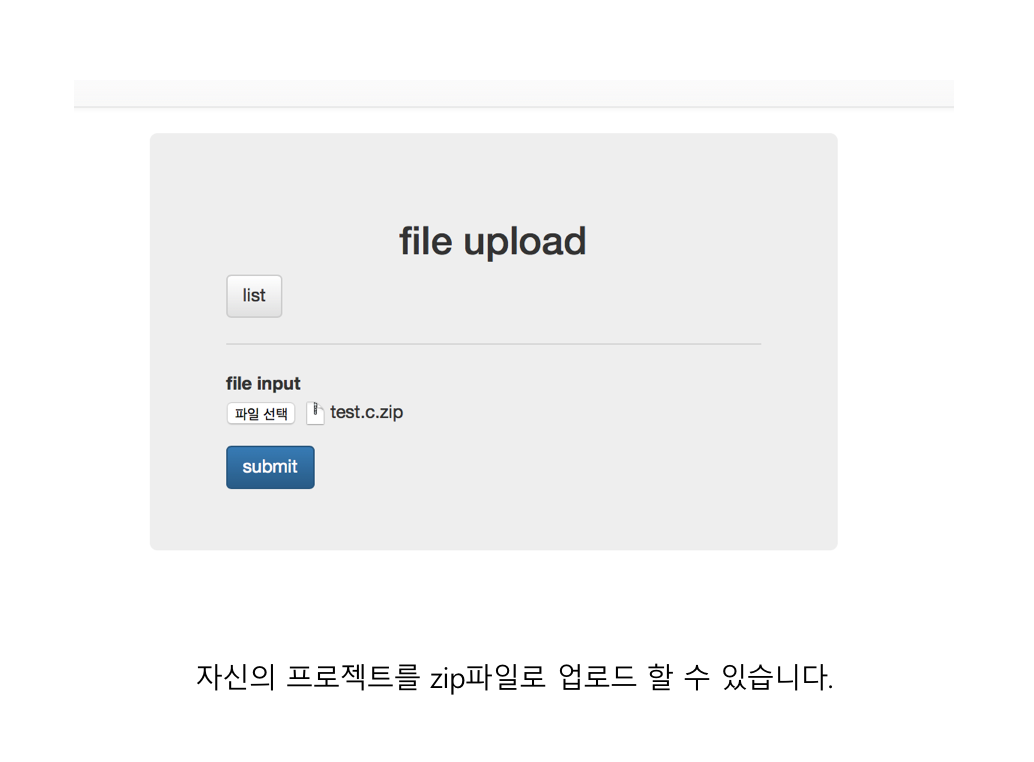 file upload
list
file input
파일 선택 test.c.zip
submit
자신의 프로젝트를 zip파일로 업로드 할 수 있습니다.